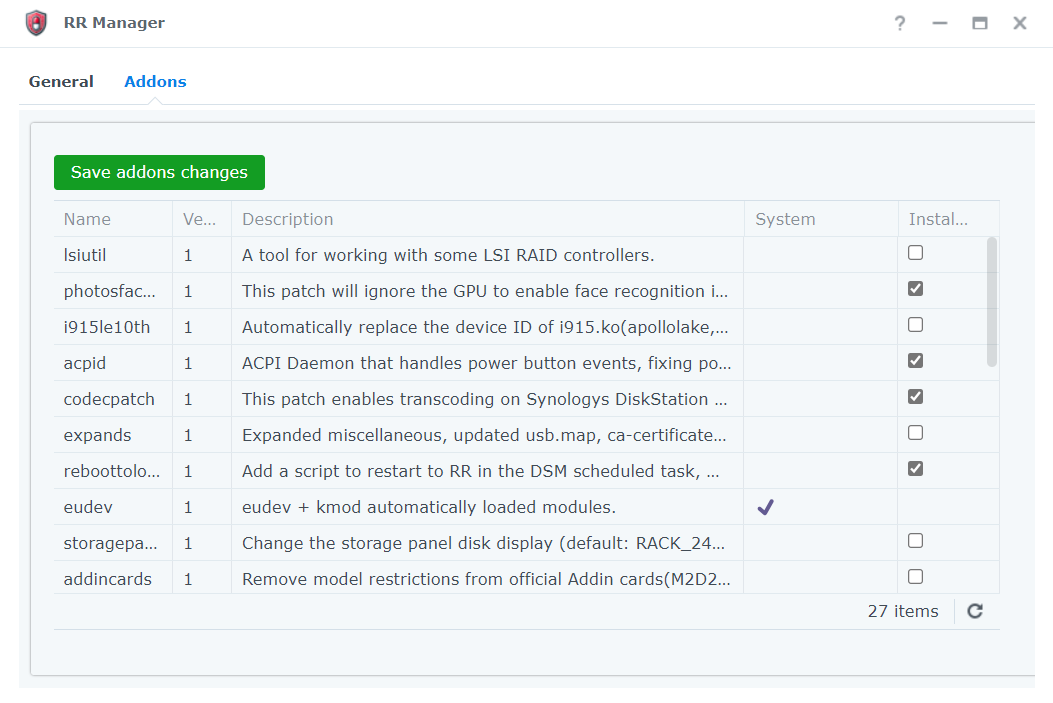 RR Manager
General Addons
Save addons changes
Name Ve... Description System Instal...
lsiutil 1 A tool for working with some LSI RAID controllers.
photosfac... 1 This patch will ignore the GPU to enable face recognition i...
i915le10th 1 Automatically replace the device ID of i915.ko(apollolake,...
acpid 1 ACPI Daemon that handles power button events, fixing po...
codecpatch 1 This patch enables transcoding on Synologys DiskStation ...
expands 1 Expanded miscellaneous, updated usb.map, ca-certificate...
reboottolo... 1 Add a script to restart to RR in the DSM scheduled task, ...
eudev 1 eudev + kmod automatically loaded modules.
storagepa... 1 Change the storage panel disk display (default: RACK_24...
addincards 1 Remove model restrictions from official Addin cards(M2D2...
27 items